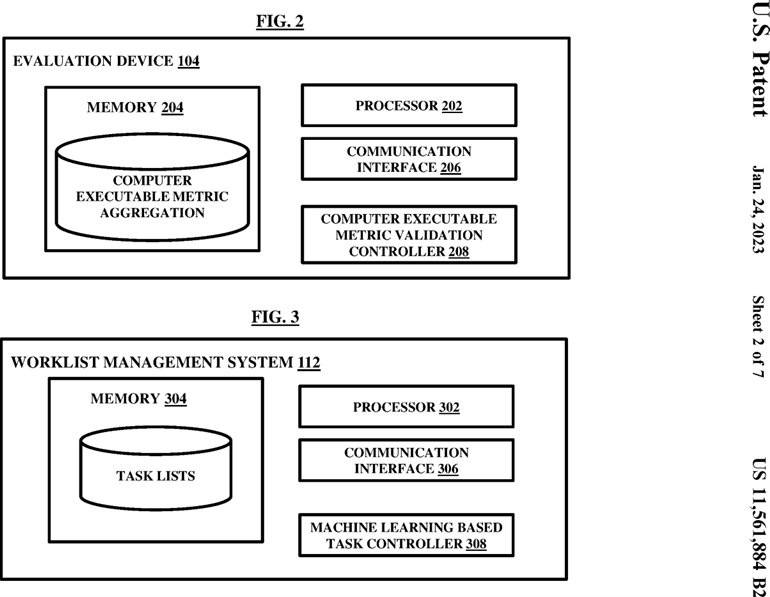 U.S. Patent
Jan. 24, 2023
Sheet 2 of 7
US 11,561,884 B2
FIG. 2
EVALUATION DEVICE 104
MEMORY 204
COMPUTER
EXECUTABLE METRIC
AGGREGATION
PROCESSOR 202
COMMUNICATION
INTERFACE 206
COMPUTER EXECUTABLE
METRIC VALIDATION
CONTROLLER 208
FIG. 3
WORKLIST MANAGEMENT SYSTEM 112
MEMORY 304
TASK LISTS
PROCESSOR 302
COMMUNICATION
INTERFACE 306
MACHINE LEARNING BASED
TASK CONTROLLER 308